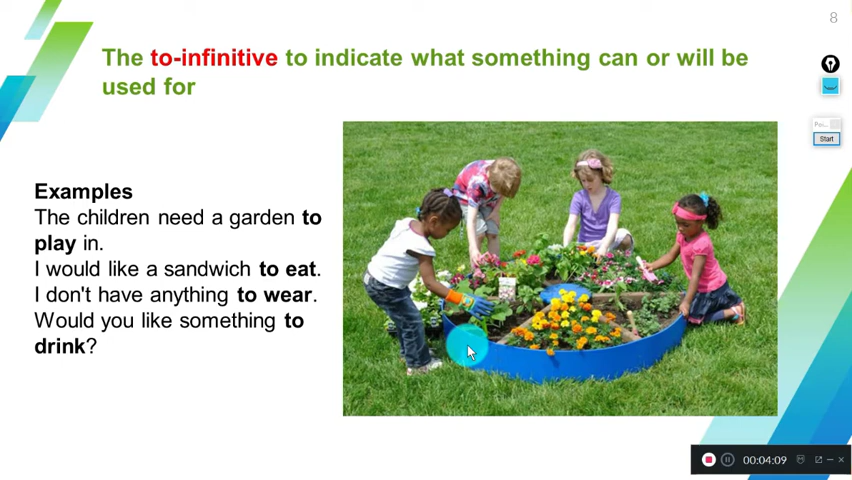 8
The to-infinitive to indicate what something can or will be
used for
Examples
The children need a garden to
play in.
I would like a sandwich to eat.
I don't have anything to wear.
Would you like something to
drink?
Start
00:04:09